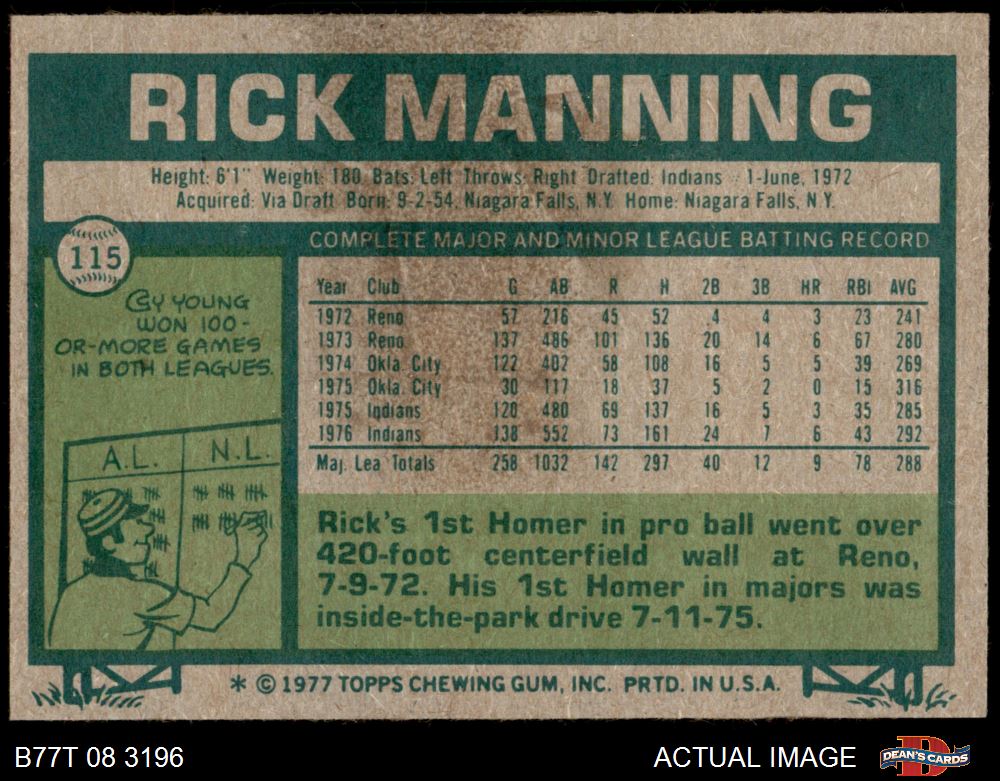 RICK MANNING
Height: 6'1" Weight: 180 Bats: Left Throws: Right Drafted: Indians 1-June, 1972
Acquired: Via Draft Born: 9-2-54, Niagara Falls, N.Y. Home: Niagara Falls, N.Y.
115
COMPLETE MAJOR AND MINOR LEAGUE BATTING RECORD
CY YOUNG
WON 100-
OR-MORE GAMES
IN BOTH LEAGUES.
A.L. N.L.
Year Club G AB R H 2B 3B HR RBI AVG
1972 Reno 57 216 45 52 4 4 3 23 241
1973 Reno 137 486 101 136 20 14 6 67 280
1974 Okla. City 122 402 58 108 16 5 5 39 269
1975 Okla. City 30 117 18 37 5 2 0 15 316
1975 Indians 120 480 69 137 16 5 3 35 285
1976 Indians 138 552 73 161 24 7 6 43 292
Maj. Lea Totals 258 1032 142 297 40 12 9 78 288
Rick's 1st Homer in pro ball went over
420-foot centerfield wall at Reno,
7-9-72. His 1st Homer in majors was
inside-the-park drive 7-11-75.
* © 1977 TOPPS CHEWING GUM, INC. PRTD. IN U.S.A.
B77T 08 3196
ACTUAL IMAGE
DEAN'S CARDS